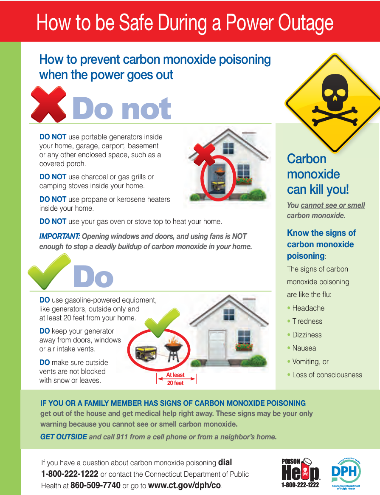 How to be Safe During a Power Outage
How to prevent carbon monoxide poisoning
when the power goes out
Do not
DO NOT use portable generators inside
your home, garage, carport, basement
or any other enclosed space, such as a
covered porch.
DO NOT use charcoal or gas grills or
camping stoves inside your home.
DO NOT use propane or kerosene heaters
inside your home.
DO NOT use your gas oven or stove top to heat your home.
IMPORTANT: Opening windows and doors, and using fans is NOT
enough to stop a deadly buildup of carbon monoxide in your home.
Do
DO use gasoline-powered equipment,
like generators, outside only and
at least 20 feet from your home.
DO keep your generator
away from doors, windows
or air intake vents.
DO make sure outside
vents are not blocked
with snow or leaves.
At least
20 feet
Carbon
monoxide
can kill you!
You cannot see or smell
carbon monoxide.
Know the signs of
carbon monoxide
poisoning:
The signs of carbon
monoxide poisoning
are like the flu:
• Headache
• Tiredness
• Dizziness
• Nausea
• Vomiting, or
• Loss of consciousness
IF YOU OR A FAMILY MEMBER HAS SIGNS OF CARBON MONOXIDE POISONING
get out of the house and get medical help right away. These signs may be your only
warning because you cannot see or smell carbon monoxide.
GET OUTSIDE and call 911 from a cell phone or from a neighbor's home.
If you have a question about carbon monoxide poisoning dial
1-800-222-1222 or contact the Connecticut Department of Public
Health at 860-509-7740 or go to www.ct.gov/dph/co
POISON
Help
1-800-222-1222
DPH